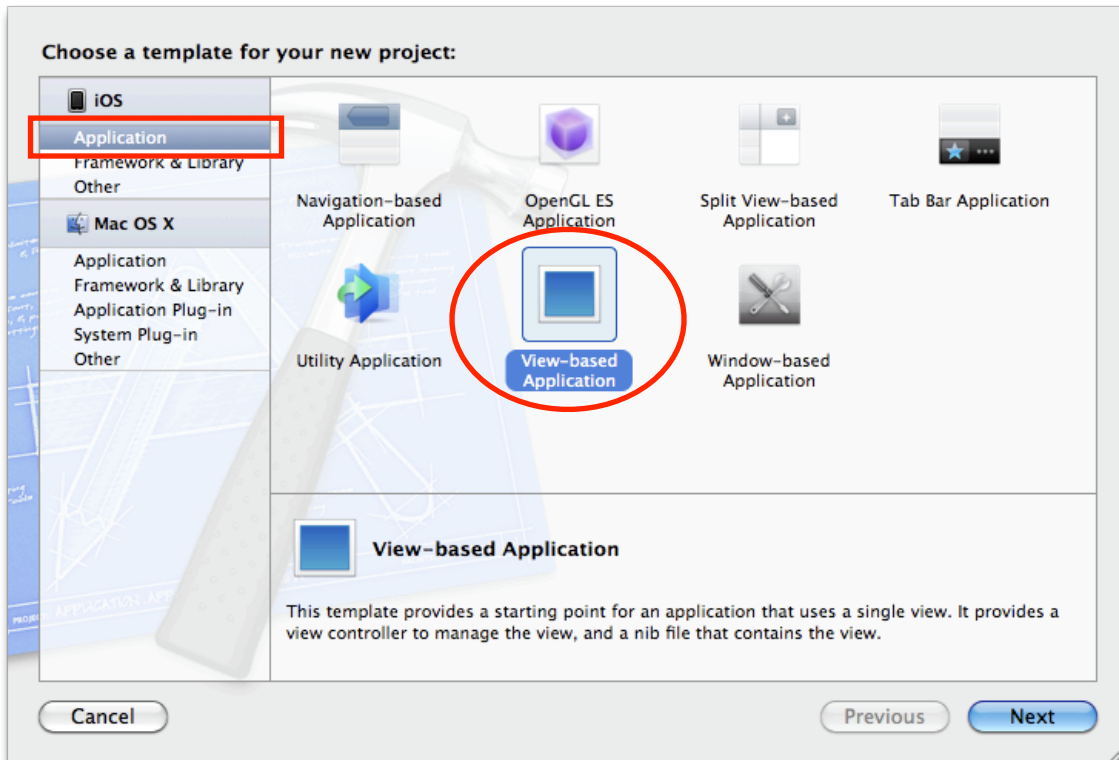 Choose a template for your new project:
iOS
Application
Framework & Library
Other
Mac OS X
Application
Framework & Library
Application Plug-in
System Plug-in
Other
Navigation-based
Application
OpenGL ES
Application
Split View-based
Application
Tab Bar Application
Utility Application
View-based
Application
Window-based
Application
View-based Application
This template provides a starting point for an application that uses a single view. It provides a
view controller to manage the view, and a nib file that contains the view.
Cancel
Previous
Next